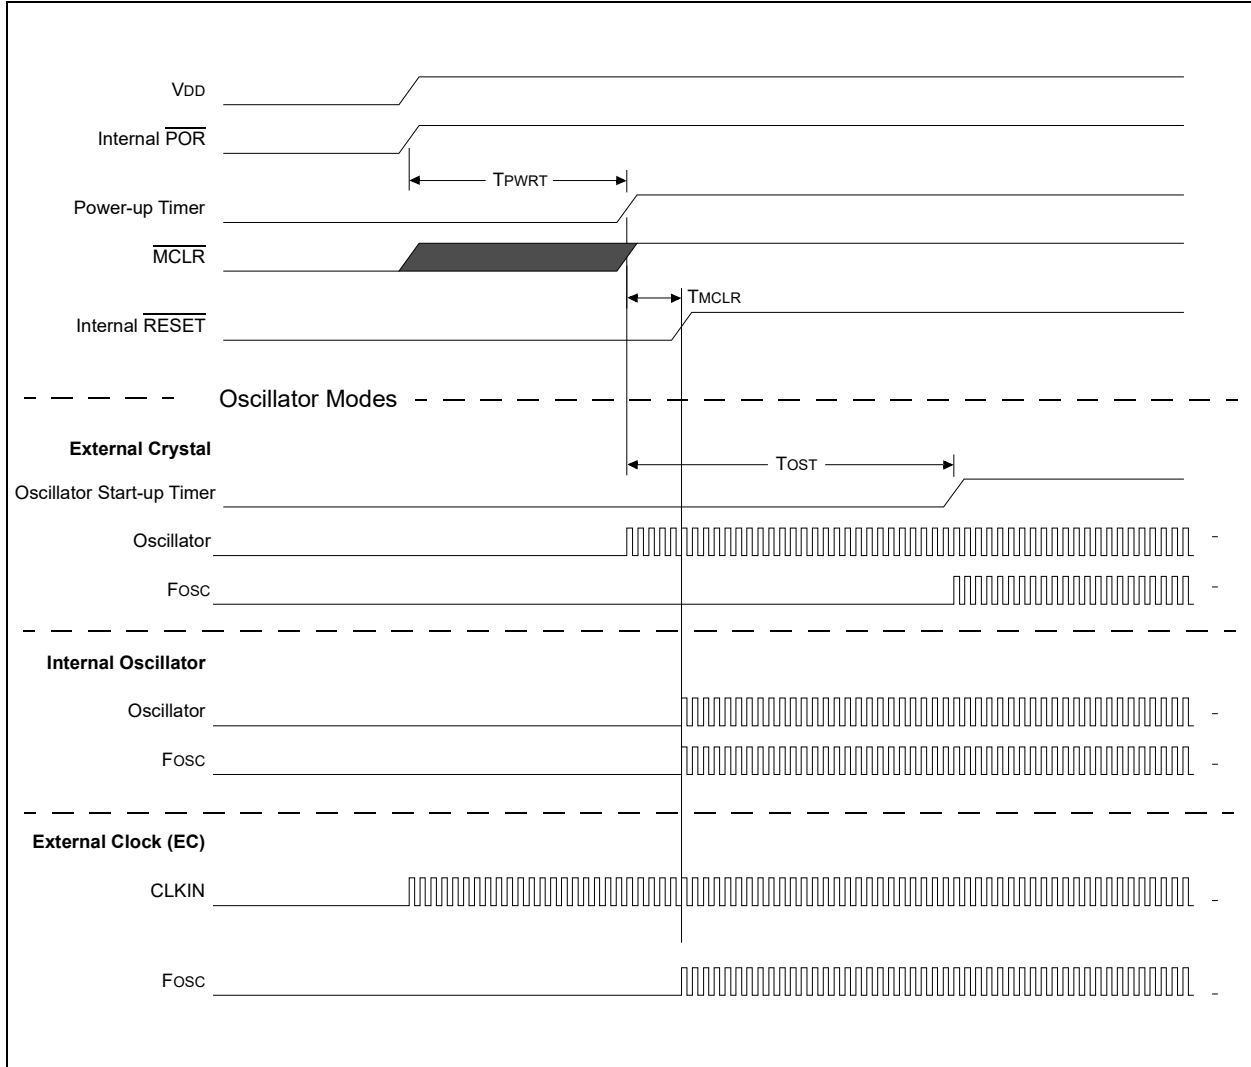 VDD
Internal POR
TPWRT
Power-up Timer
MCLR
TMCLR
Internal RESET
Oscillator Modes
External Crystal
TOST
Oscillator Start-up Timer
Oscillator
FOSC
Internal Oscillator
Oscillator
FOSC
External Clock (EC)
CLKIN
FOSC